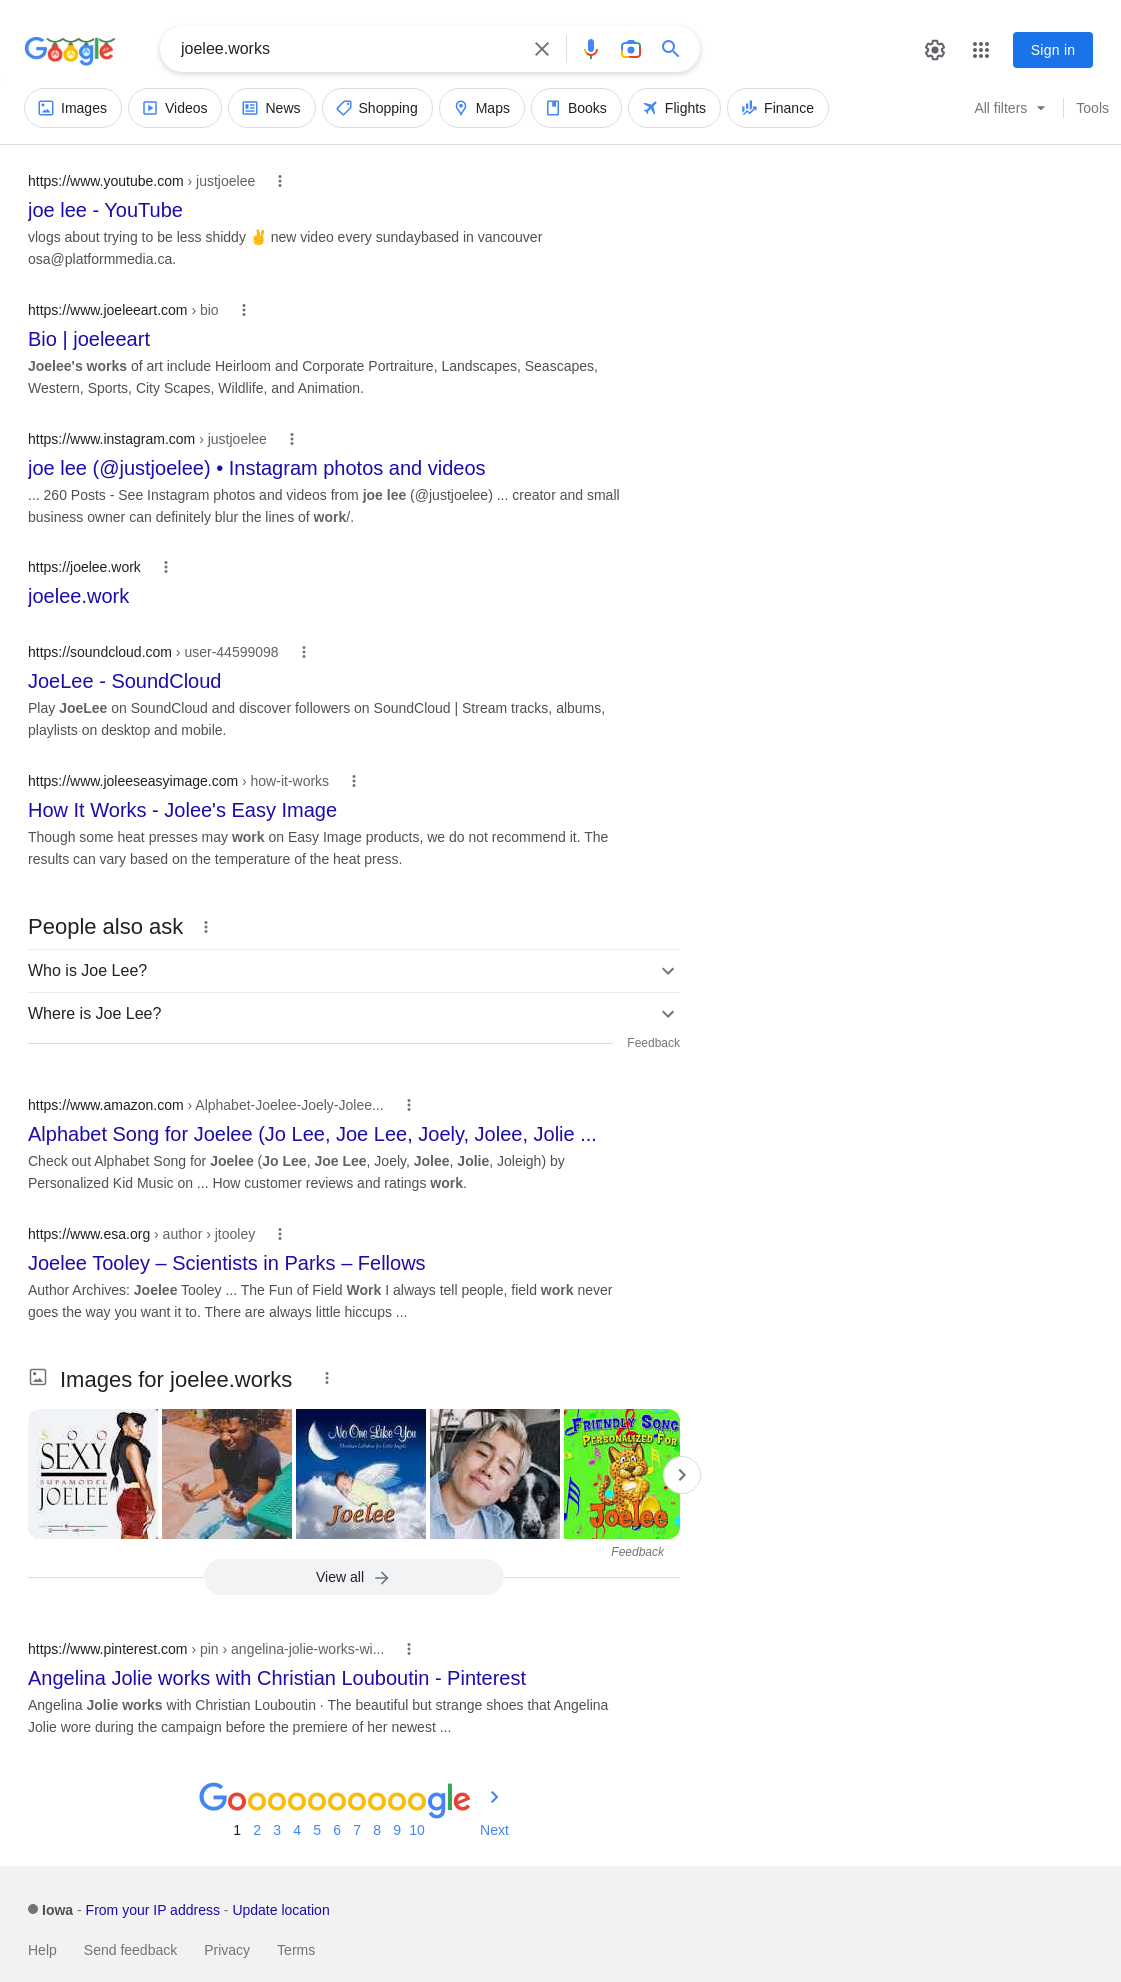 Google
joelee.works
Sign in
Images
Videos
News
Shopping
Maps
Books
Flights
Finance
All filters
Tools
https://www.youtube.com › justjoelee
joe lee - YouTube
vlogs about trying to be less shiddy ✌️ new video every sundaybased in vancouver
osa@platformmedia.ca.
https://www.joeleeart.com › bio
Bio | joeleeart
Joelee's works of art include Heirloom and Corporate Portraiture, Landscapes, Seascapes,
Western, Sports, City Scapes, Wildlife, and Animation.
https://www.instagram.com › justjoelee
joe lee (@justjoelee) • Instagram photos and videos
... 260 Posts - See Instagram photos and videos from joe lee (@justjoelee) ... creator and small
business owner can definitely blur the lines of work/.
https://joelee.work
joelee.work
https://soundcloud.com › user-44599098
JoeLee - SoundCloud
Play JoeLee on SoundCloud and discover followers on SoundCloud | Stream tracks, albums,
playlists on desktop and mobile.
https://www.joleeseasyimage.com › how-it-works
How It Works - Jolee's Easy Image
Though some heat presses may work on Easy Image products, we do not recommend it. The
results can vary based on the temperature of the heat press.
People also ask
Who is Joe Lee?
Where is Joe Lee?
Feedback
https://www.amazon.com › Alphabet-Joelee-Joely-Jolee...
Alphabet Song for Joelee (Jo Lee, Joe Lee, Joely, Jolee, Jolie ...
Check out Alphabet Song for Joelee (Jo Lee, Joe Lee, Joely, Jolee, Jolie, Joleigh) by
Personalized Kid Music on ... How customer reviews and ratings work.
https://www.esa.org › author › jtooley
Joelee Tooley – Scientists in Parks – Fellows
Author Archives: Joelee Tooley ... The Fun of Field Work I always tell people, field work never
goes the way you want it to. There are always little hiccups ...
Images for joelee.works
SOO
SEXY
SUPAMODEL
JOELEE
No One Like You
Christian Lullabies for Little Angels
Joelee
FRIENDLY SONG
PERSONALIZED FOR
Joelee
Feedback
View all
https://www.pinterest.com › pin › angelina-jolie-works-wi...
Angelina Jolie works with Christian Louboutin - Pinterest
Angelina Jolie works with Christian Louboutin · The beautiful but strange shoes that Angelina
Jolie wore during the campaign before the premiere of her newest ...
Goooooooooogle
1 2 3 4 5 6 7 8 9 10 Next
Iowa - From your IP address - Update location
Help
Send feedback
Privacy
Terms